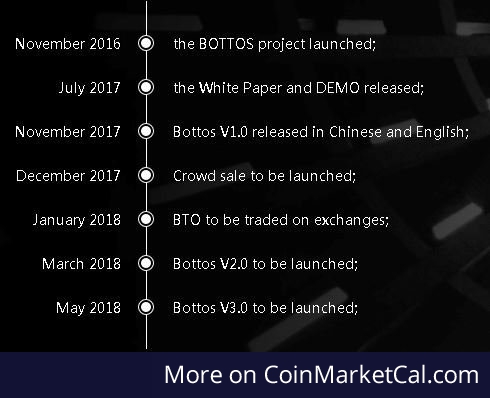 November 2016 the BOTTOS project launched;
July 2017 the White Paper and DEMO released;
November 2017 Bottos V1.0 released in Chinese and English;
December 2017 Crowd sale to be launched;
January 2018 BTO to be traded on exchanges;
March 2018 Bottos V2.0 to be launched;
May 2018 Bottos V3.0 to be launched;
More on CoinMarketCal.com